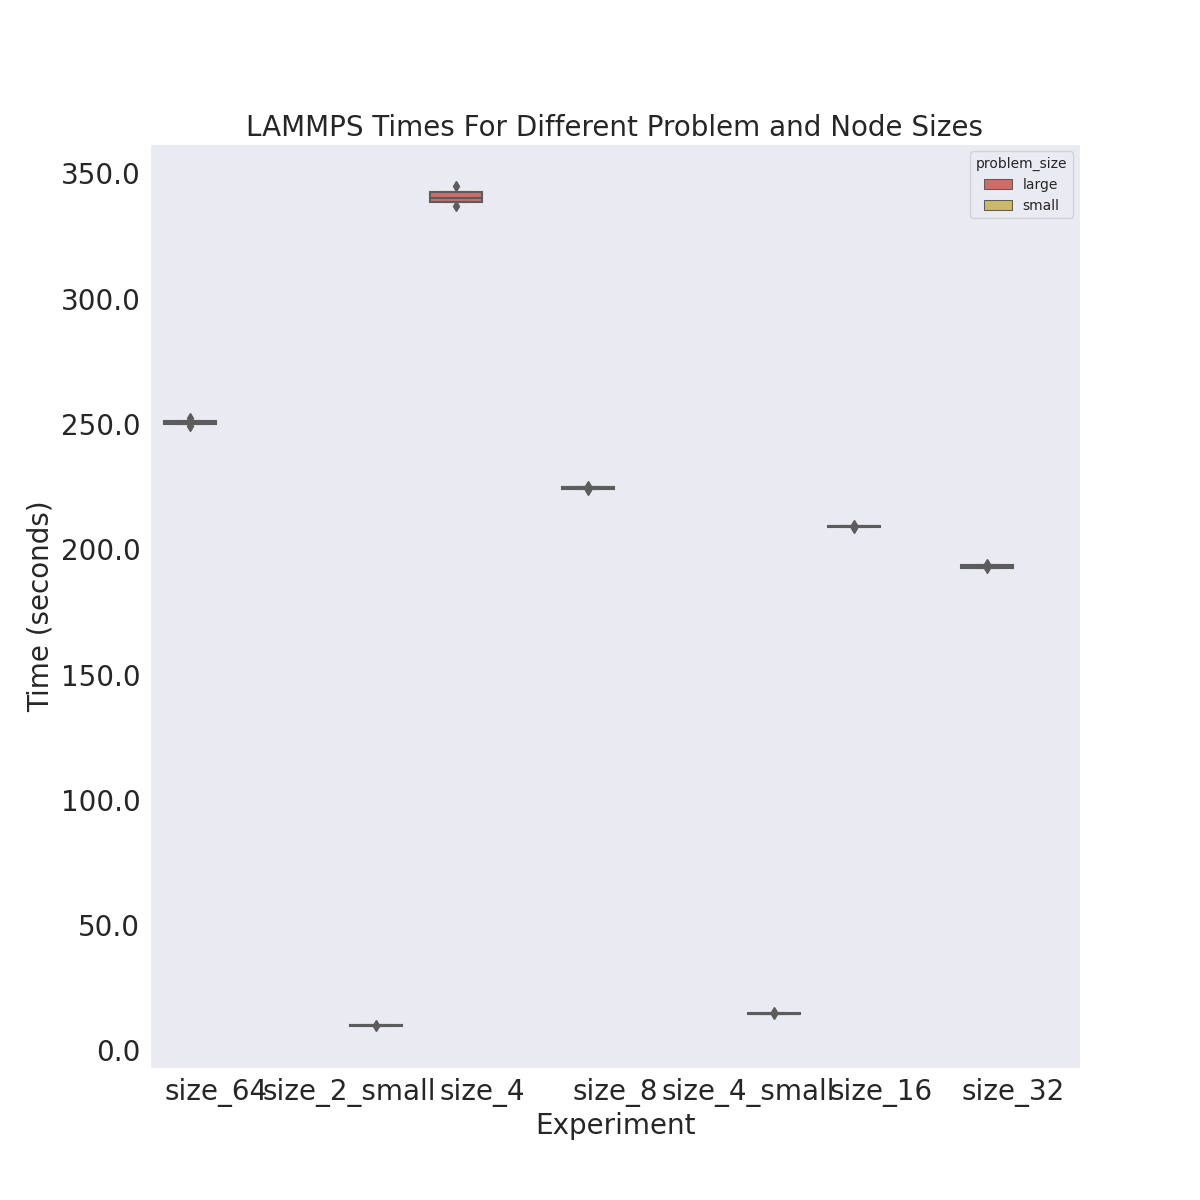 LAMMPS Times For Different Problem and Node Sizes
problem_size
large
small
350.0
300.0
250.0
200.0
150.0
100.0
50.0
0.0
Time (seconds)
size_64 size_2_small size_4 size_8 size_4_small size_16 size_32
Experiment